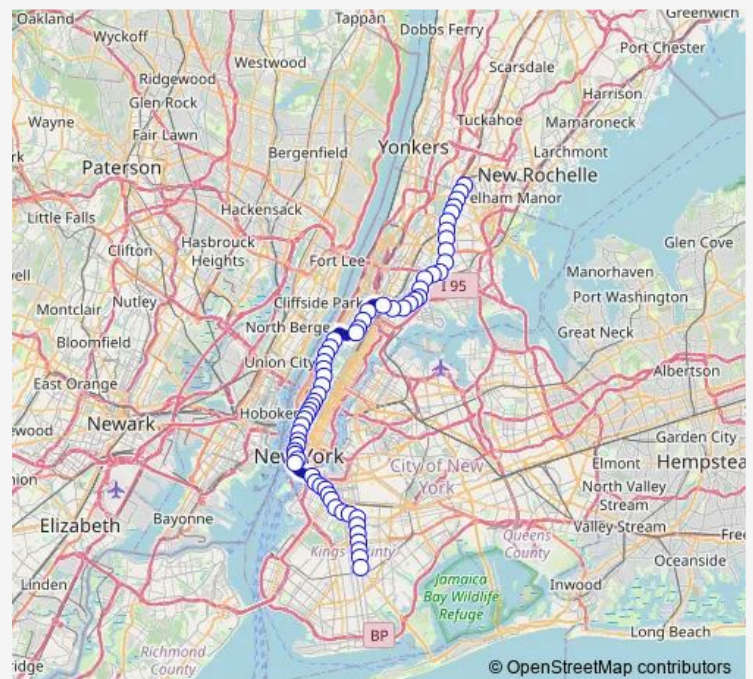 Oakland
Tappan
Greenwich
Wyckoff
Dobbs Ferry
Port Chester
Westwood
Scarsdale
Ridgewood
Glen Rock
Harrison
Wayne
Fair Lawn
Tuckahoe
Mamaroneck
Bergenfield
Yonkers
Larchmont
Paterson
New Rochelle
elham Manor
Little Falls
Hackensack
Clifton
Hasbrouck
Heights
Fort Lee
Glen Cove
Manorhaven
I 95
Port Washington
Montclair
Nutley
Cliffside Park
North Berge
Great Neck
Bloomfield
Union City
East Orange
Albertson
Hoboken
Newark
Garden City
New York
City of New
York
Elmont
Hempstea
North Valley
Stream
Elizabeth
Bayonne
Valley Stream
Queens
County
Kings County
Oceanside
Linden
Jamaica
Bay Wildlife
Refuge
Inwood
BP
Long Beach
Richmond
County
© OpenStreetMap contributors